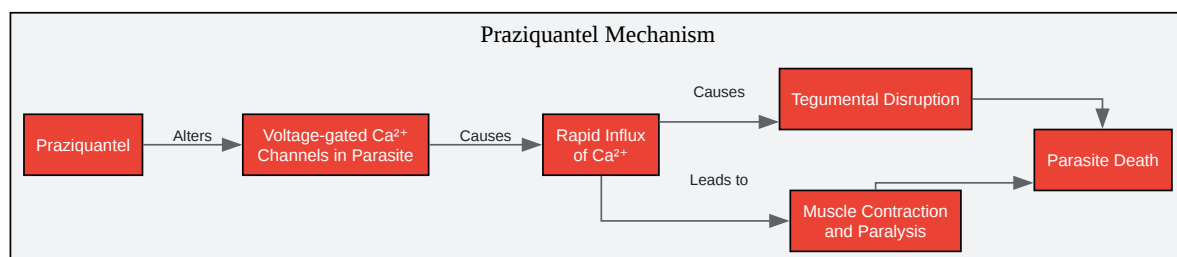 Praziquantel Mechanism
Praziquantel
Alters
Voltage-gated Ca²⁺
Channels in Parasite
Causes
Rapid Influx
of Ca²⁺
Causes
Tegumental Disruption
Leads to
Muscle Contraction
and Paralysis
Parasite Death